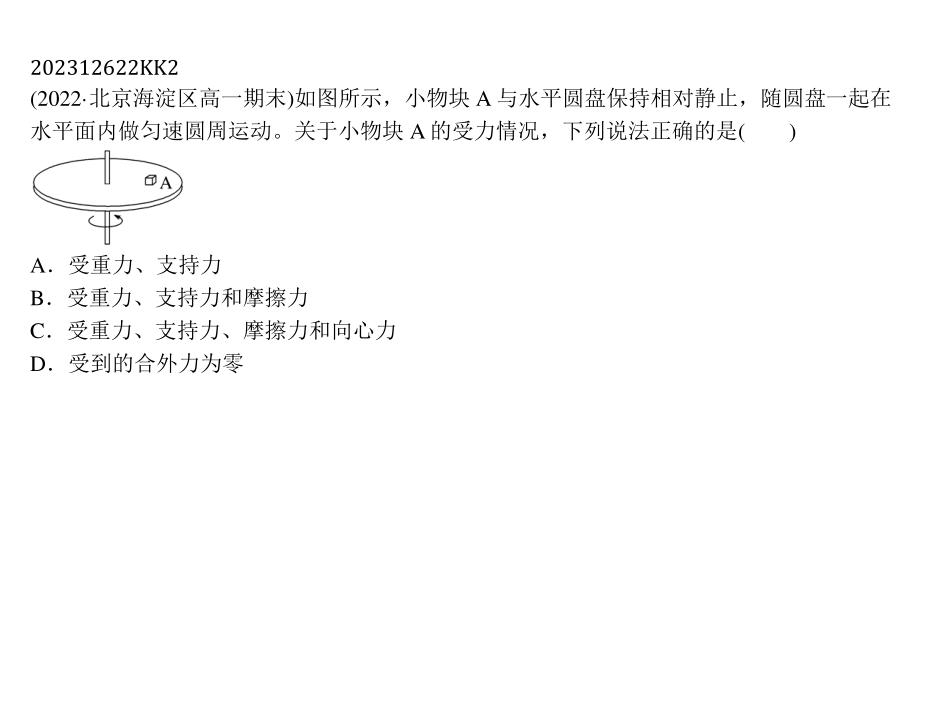 202312622KK2
(2022·北京海淀区高一期末)如图所示，小物块 A 与水平圆盘保持相对静止，随圆盘一起在
水平面内做匀速圆周运动。关于小物块 A 的受力情况，下列说法正确的是(　　)
A
A．受重力、支持力
B．受重力、支持力和摩擦力
C．受重力、支持力、摩擦力和向心力
D．受到的合外力为零